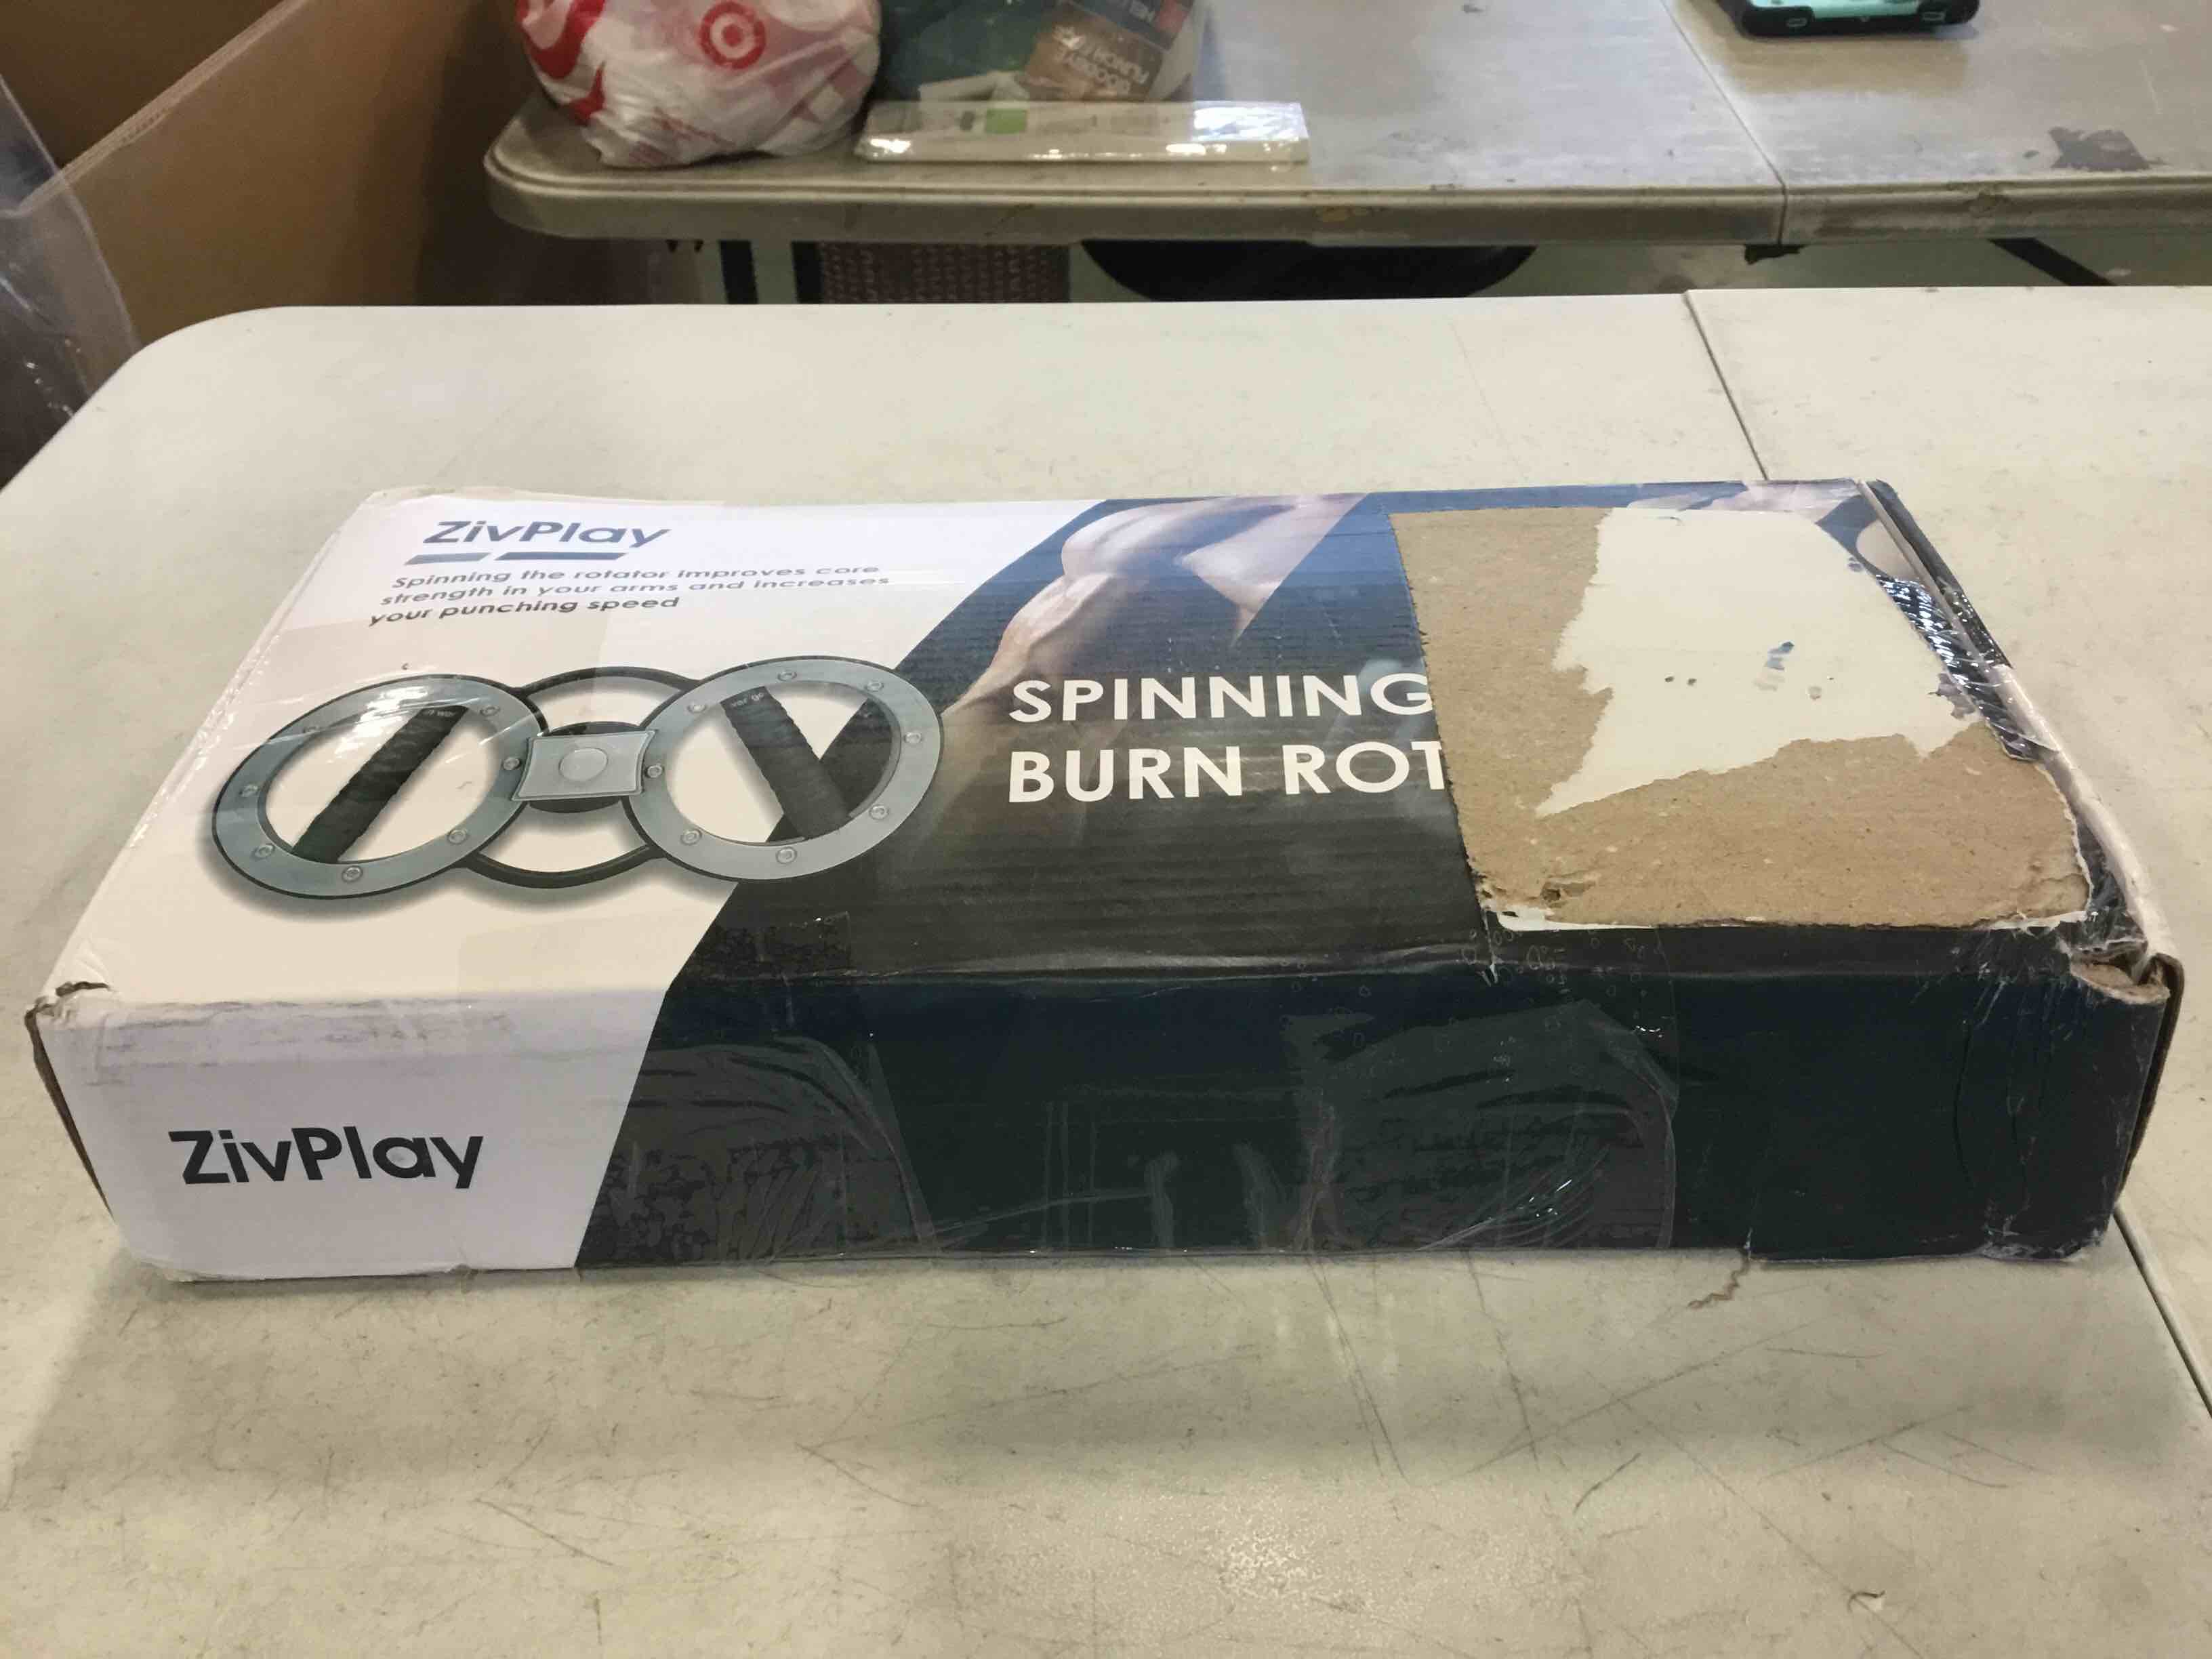 ZivPlay
Spinning the rotator improves core
strength in your arms and increases
your punching speed
SPINNING
BURN ROT
ZivPlay